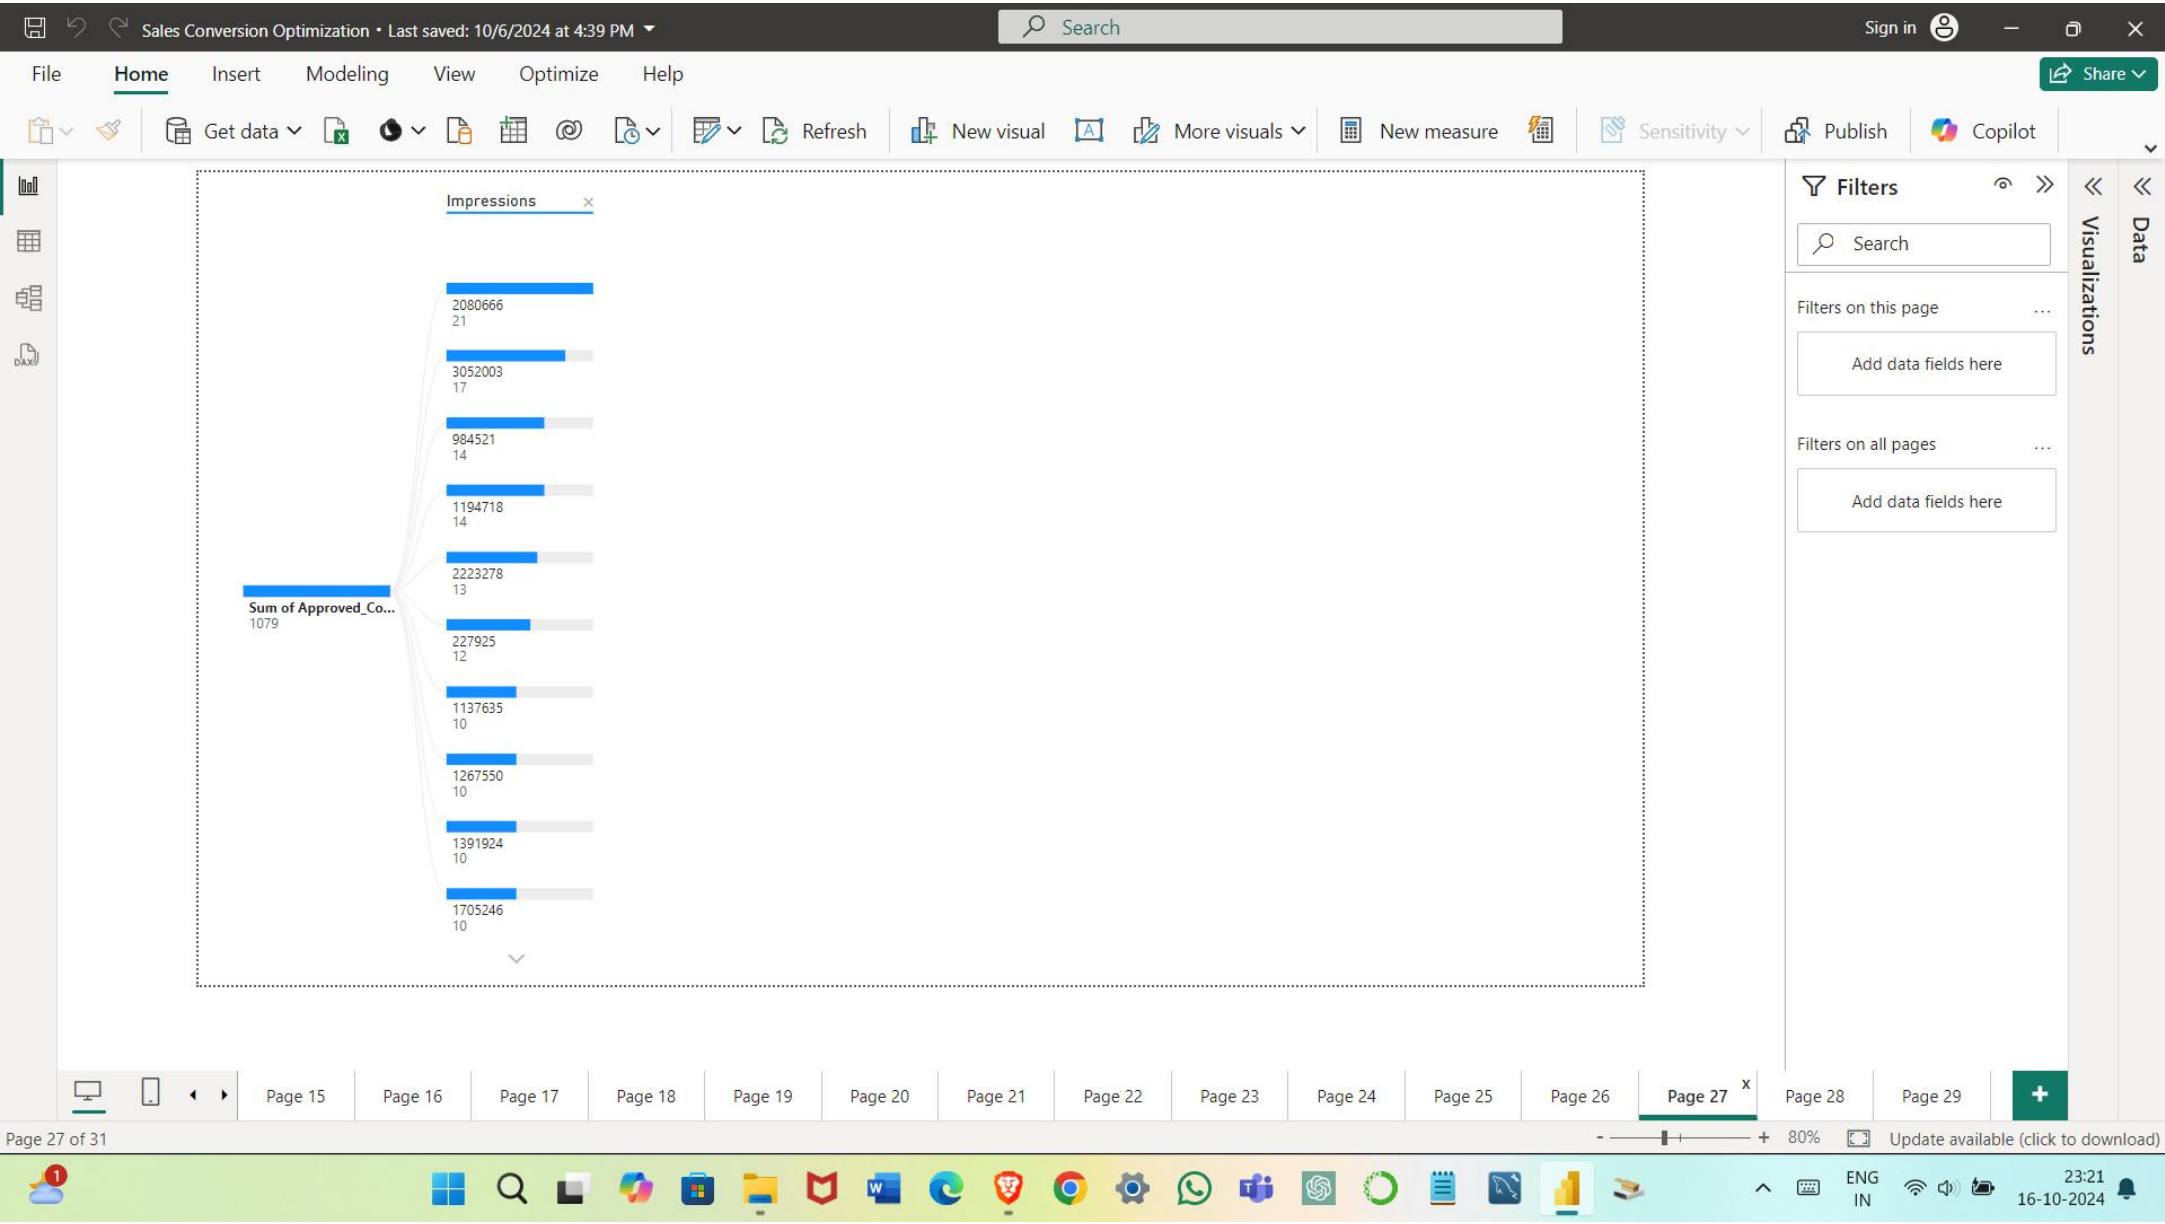 Sales Conversion Optimization • Last saved: 10/6/2024 at 4:39 PM
Search
Sign in
File Home Insert Modeling View Optimize Help
Share
Get data
Refresh
New visual
More visuals
New measure
Sensitivity
Publish
Copilot
DAX
Impressions
2080666
21
3052003
17
984521
14
1194718
14
2223278
13
227925
12
1137635
10
1267550
10
1391924
10
1705246
10
Sum of Approved_Co...
1079
Filters
Search
Filters on this page
...
Add data fields here
Filters on all pages
...
Add data fields here
Visualizations
Data
Page 15 Page 16 Page 17 Page 18 Page 19 Page 20 Page 21 Page 22 Page 23 Page 24 Page 25 Page 26 Page 27 x Page 28 Page 29 +
Page 27 of 31
- + 80%
Update available (click to download)
1
ENG
IN
23:21
16-10-2024